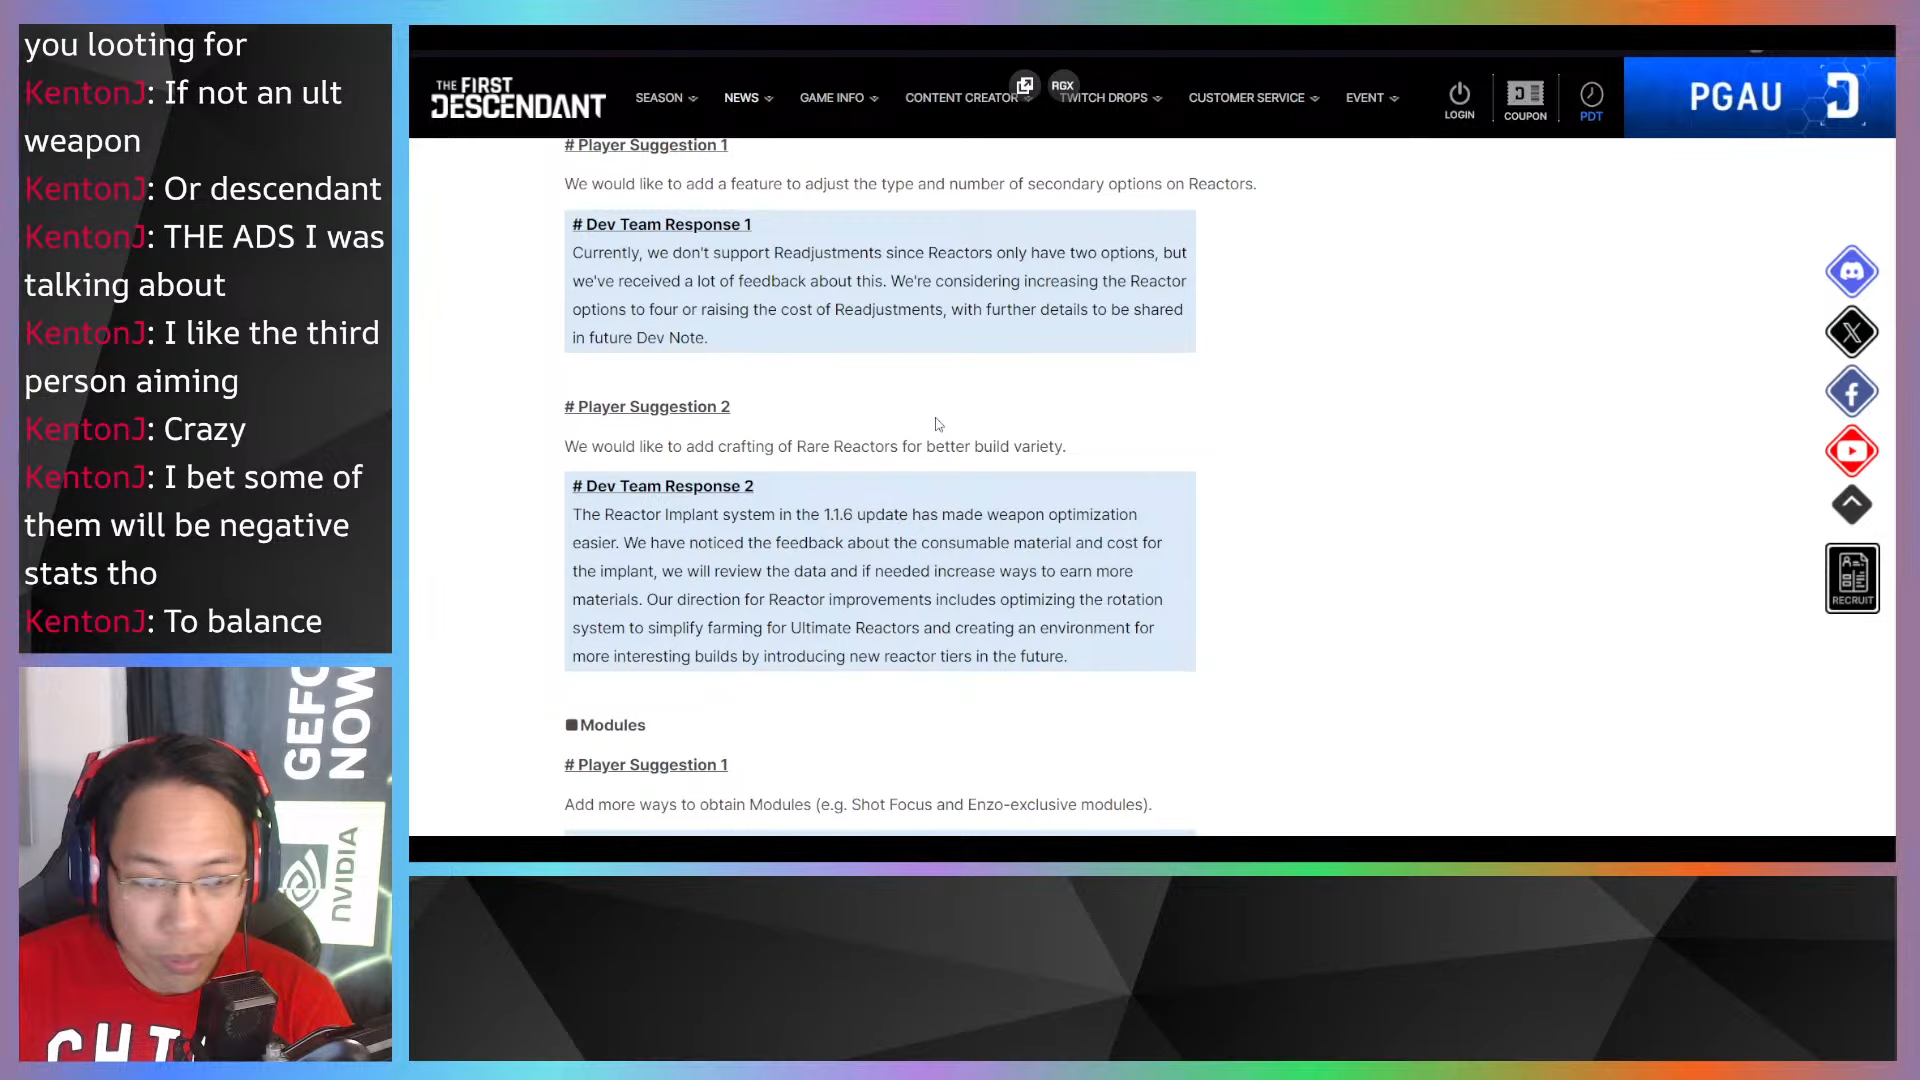 you looting for
KentonJ: If not an ult
weapon
KentonJ: Or descendant
KentonJ: THE ADS I was
talking about
KentonJ: I like the third
person aiming
KentonJ: Crazy
KentonJ: I bet some of
them will be negative
stats tho
KentonJ: To balance
THE FIRST
DESCENDANT
SEASON
NEWS
GAME INFO
CONTENT CREATOR
RGX
TWITCH DROPS
CUSTOMER SERVICE
EVENT
LOGIN
COUPON
PDT
PGAU
# Player Suggestion 1
We would like to add a feature to adjust the type and number of secondary options on Reactors.
# Dev Team Response 1
Currently, we don't support Readjustments since Reactors only have two options, but
we've received a lot of feedback about this. We're considering increasing the Reactor
options to four or raising the cost of Readjustments, with further details to be shared
in future Dev Note.
# Player Suggestion 2
We would like to add crafting of Rare Reactors for better build variety.
# Dev Team Response 2
The Reactor Implant system in the 1.1.6 update has made weapon optimization
easier. We have noticed the feedback about the consumable material and cost for
the implant, we will review the data and if needed increase ways to earn more
materials. Our direction for Reactor improvements includes optimizing the rotation
system to simplify farming for Ultimate Reactors and creating an environment for
more interesting builds by introducing new reactor tiers in the future.
Modules
# Player Suggestion 1
Add more ways to obtain Modules (e.g. Shot Focus and Enzo-exclusive modules).
RECRUIT
GEFO
NOW
NVIDIA